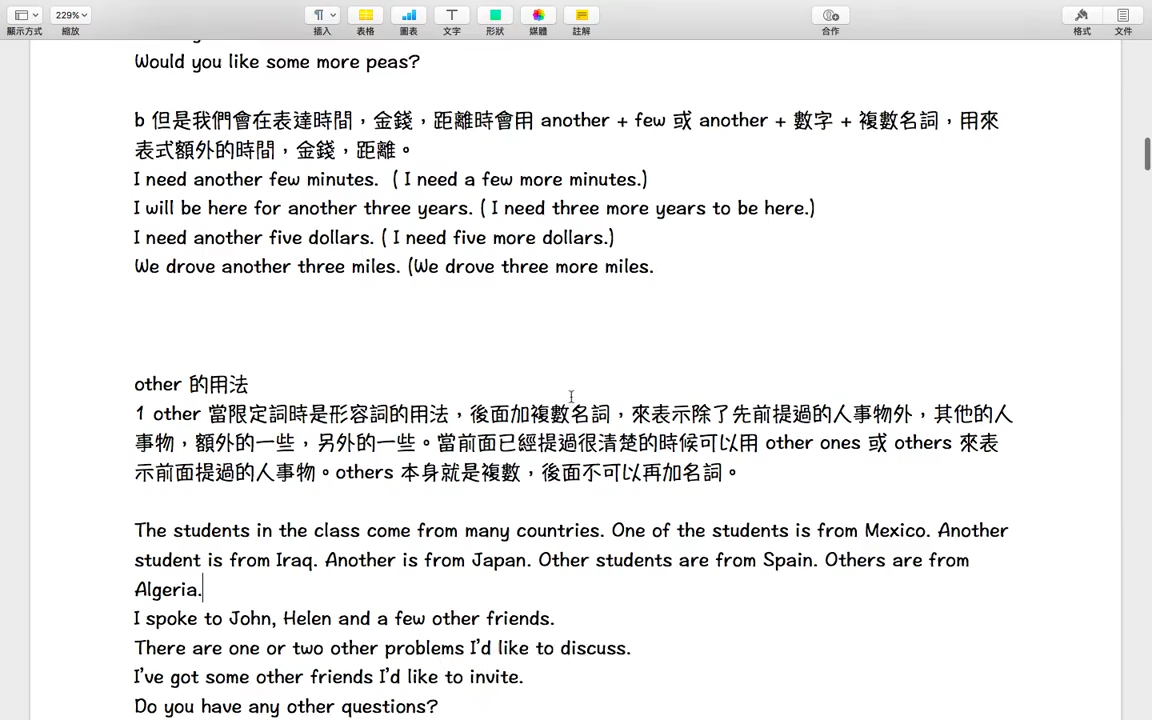 229%
顯示方式
縮放
插入
表格
圖表
文字
形狀
媒體
註解
合作
格式
文件
Would you like some more peas?
b 但是我們會在表達時間，金錢，距離時會用 another + few 或 another + 數字 + 複數名詞，用來
表式額外的時間，金錢，距離。
I need another few minutes. ( I need a few more minutes.)
I will be here for another three years. ( I need three more years to be here.)
I need another five dollars. ( I need five more dollars.)
We drove another three miles. (We drove three more miles.
other 的用法
1 other 當限定詞時是形容詞的用法，後面加複數名詞，來表示除了先前提過的人事物外，其他的人
事物，額外的一些，另外的一些。當前面已經提過很清楚的時候可以用 other ones 或 others 來表
示前面提過的人事物。others 本身就是複數，後面不可以再加名詞。
The students in the class come from many countries. One of the students is from Mexico. Another
student is from Iraq. Another is from Japan. Other students are from Spain. Others are from
Algeria.
I spoke to John, Helen and a few other friends.
There are one or two other problems I'd like to discuss.
I've got some other friends I'd like to invite.
Do you have any other questions?